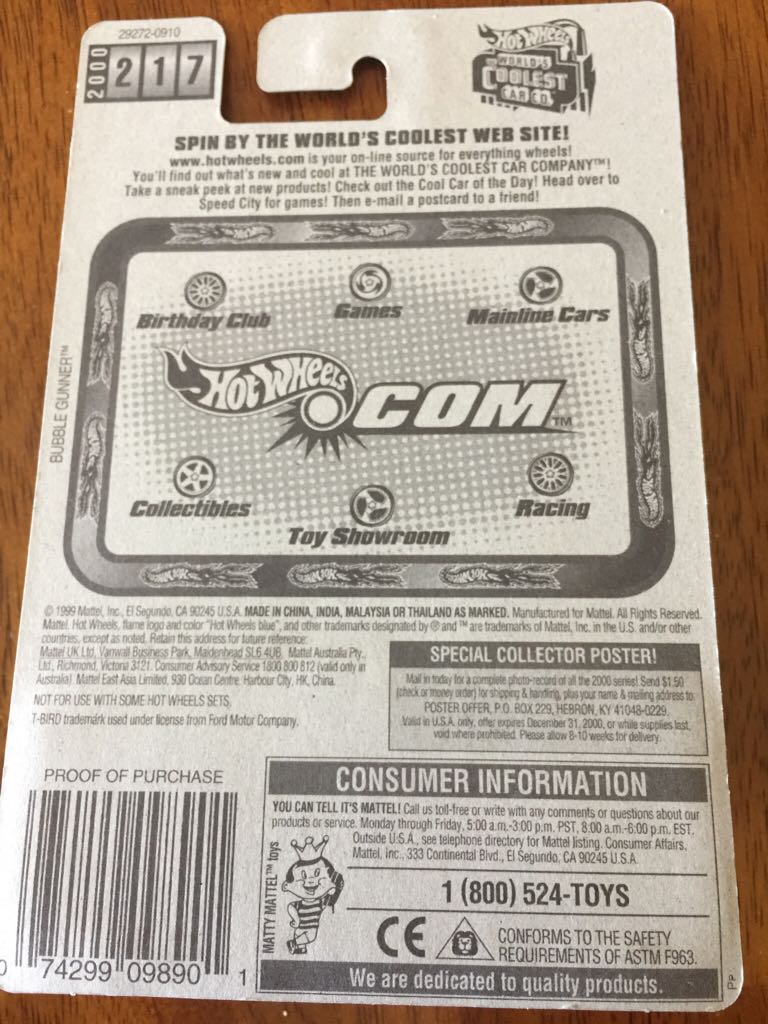 29272-0910
2000 217
Hot Wheels
WORLD'S
COOLEST
CAR CO.
SPIN BY THE WORLD'S COOLEST WEB SITE!
www.hotwheels.com is your on-line source for everything wheels!
You'll find out what's new and cool at THE WORLD'S COOLEST CAR COMPANY™!
Take a sneak peek at new products! Check out the Cool Car of the Day! Head over to
Speed City for games! Then e-mail a postcard to a friend!
Birthday Club
Games
Mainline Cars
Hot Wheels .COM™
Collectibles
Toy Showroom
Racing
BUBBLE GUNNER™
© 1999 Mattel, Inc., El Segundo, CA 90245 U.S.A. MADE IN CHINA, INDIA, MALAYSIA OR THAILAND AS MARKED. Manufactured for Mattel. All Rights Reserved.
Mattel, Hot Wheels, flame logo and color "Hot Wheels blue", and other trademarks designated by ® and ™ are trademarks of Mattel, Inc. in the U.S. and/or other
countries, except as noted. Retain this address for future reference:
Mattel UK Ltd, Vanwall Business Park, Maidenhead SL6 4UB. Mattel Australia Pty.,
Ltd., Richmond, Victoria 3121. Consumer Advisory Service 1800 800 812 (valid only in
Australia). Mattel East Asia Limited, 930 Ocean Centre, Harbour City, HK, China.
NOT FOR USE WITH SOME HOT WHEELS SETS.
T-BIRD trademark used under license from Ford Motor Company.
SPECIAL COLLECTOR POSTER!
Mail in today for a complete photo-record of all the 2000 series! Send $1.50
(check or money order) for shipping & handling, plus your name & mailing address to:
POSTER OFFER, P.O. BOX 229, HEBRON, KY 41048-0229.
Valid in U.S.A. only, offer expires December 31, 2000, or while supplies last,
void where prohibited. Please allow 8-10 weeks for delivery.
PROOF OF PURCHASE
0 74299 09890 1
CONSUMER INFORMATION
YOU CAN TELL IT'S MATTEL! Call us toll-free or write with any comments or questions about our
products or service. Monday through Friday, 5:00 a.m.-3:00 p.m. PST, 8:00 a.m.-6:00 p.m. EST.
Outside U.S.A., see telephone directory for Mattel listing. Consumer Affairs,
Mattel, Inc., 333 Continental Blvd., El Segundo, CA 90245 U.S.A.
MATTY MATTEL™ toys
1 (800) 524-TOYS
CE
CONFORMS TO THE SAFETY
REQUIREMENTS OF ASTM F963.
We are dedicated to quality products.
PP